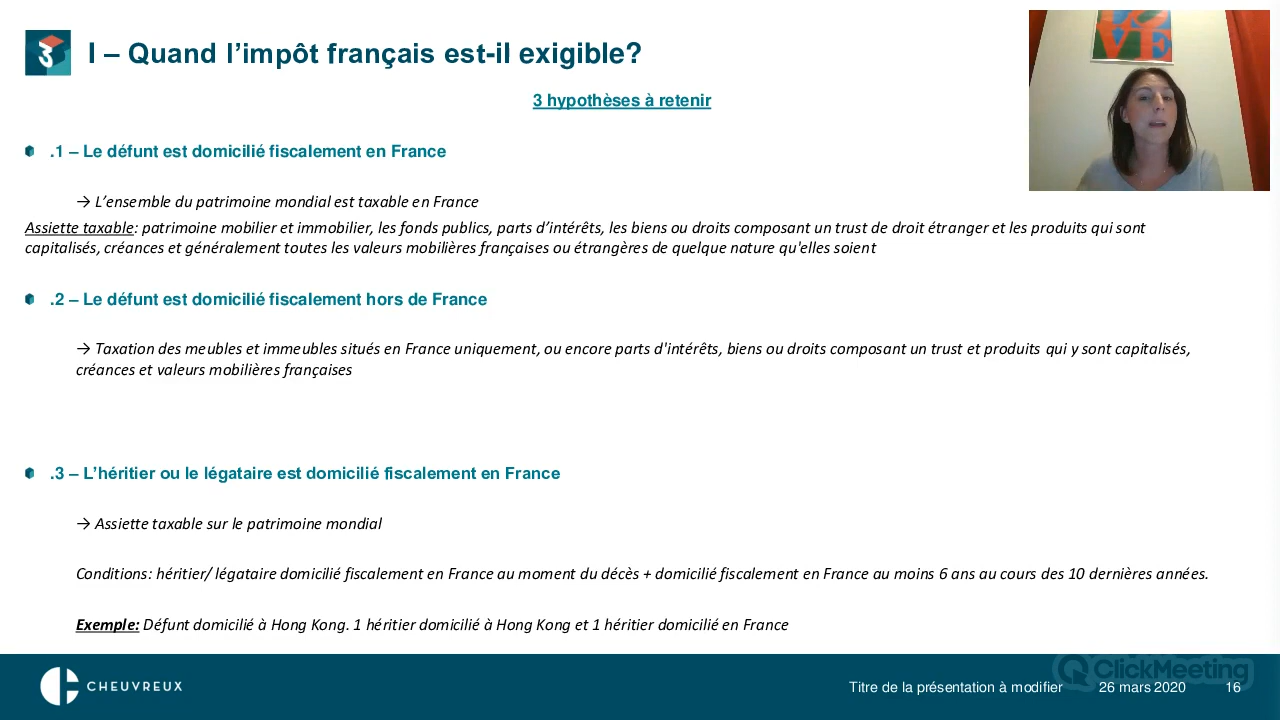 I – Quand l’impôt français est-il exigible?
LOVE
3 hypothèses à retenir
.1 – Le défunt est domicilié fiscalement en France
→ L’ensemble du patrimoine mondial est taxable en France
Assiette taxable: patrimoine mobilier et immobilier, les fonds publics, parts d’intérêts, les biens ou droits composant un trust de droit étranger et les produits qui sont
capitalisés, créances et généralement toutes les valeurs mobilières françaises ou étrangères de quelque nature qu'elles soient
.2 – Le défunt est domicilié fiscalement hors de France
→ Taxation des meubles et immeubles situés en France uniquement, ou encore parts d'intérêts, biens ou droits composant un trust et produits qui y sont capitalisés,
créances et valeurs mobilières françaises
.3 – L’héritier ou le légataire est domicilié fiscalement en France
→ Assiette taxable sur le patrimoine mondial
Conditions: héritier/ légataire domicilié fiscalement en France au moment du décès + domicilié fiscalement en France au moins 6 ans au cours des 10 dernières années.
Exemple: Défunt domicilié à Hong Kong. 1 héritier domicilié à Hong Kong et 1 héritier domicilié en France
CHEUVREUX
Titre de la présentation à modifier 26 mars 2020 16
ClickMeeting